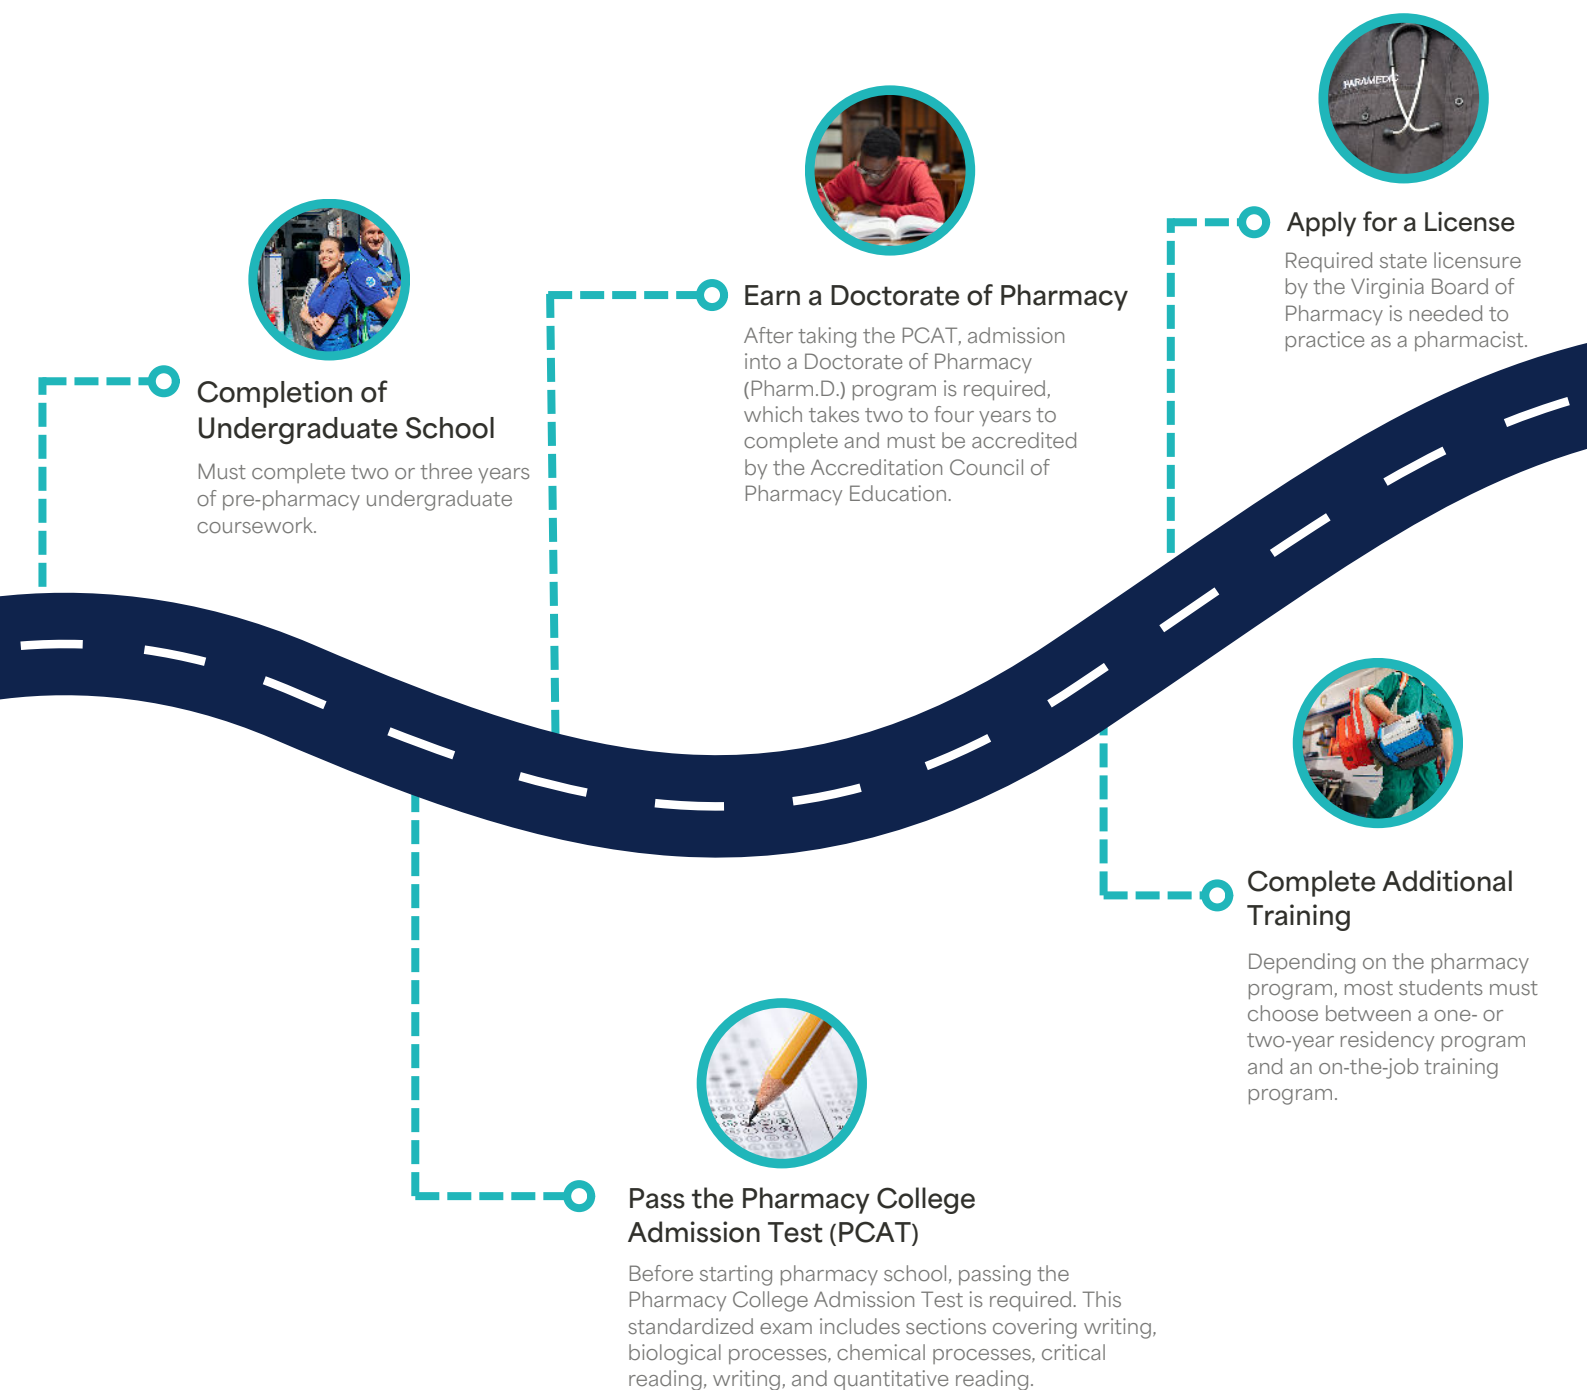 PARAMEDIC
Apply for a License
Required state licensure
by the Virginia Board of
Pharmacy is needed to
practice as a pharmacist.
Earn a Doctorate of Pharmacy
After taking the PCAT, admission
into a Doctorate of Pharmacy
(Pharm.D.) program is required,
which takes two to four years to
complete and must be accredited
by the Accreditation Council of
Pharmacy Education.
Completion of
Undergraduate School
Must complete two or three years
of pre-pharmacy undergraduate
coursework.
Complete Additional
Training
Depending on the pharmacy
program, most students must
choose between a one- or
two-year residency program
and an on-the-job training
program.
Pass the Pharmacy College
Admission Test (PCAT)
Before starting pharmacy school, passing the
Pharmacy College Admission Test is required. This
standardized exam includes sections covering writing,
biological processes, chemical processes, critical
reading, writing, and quantitative reading.